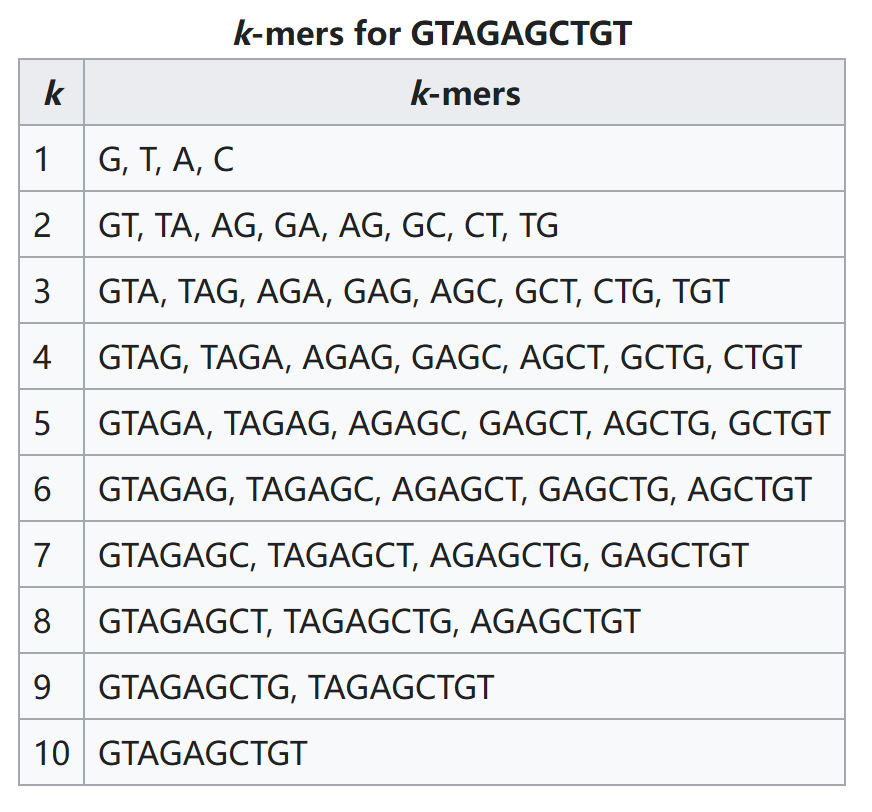 k-mers for GTAGAGCTGT
k k-mers
1 G, T, A, C
2 GT, TA, AG, GA, AG, GC, CT, TG
3 GTA, TAG, AGA, GAG, AGC, GCT, CTG, TGT
4 GTAG, TAGA, AGAG, GAGC, AGCT, GCTG, CTGT
5 GTAGA, TAGAG, AGAGC, GAGCT, AGCTG, GCTGT
6 GTAGAG, TAGAGC, AGAGCT, GAGCTG, AGCTGT
7 GTAGAGC, TAGAGCT, AGAGCTG, GAGCTGT
8 GTAGAGCT, TAGAGCTG, AGAGCTGT
9 GTAGAGCTG, TAGAGCTGT
10 GTAGAGCTGT